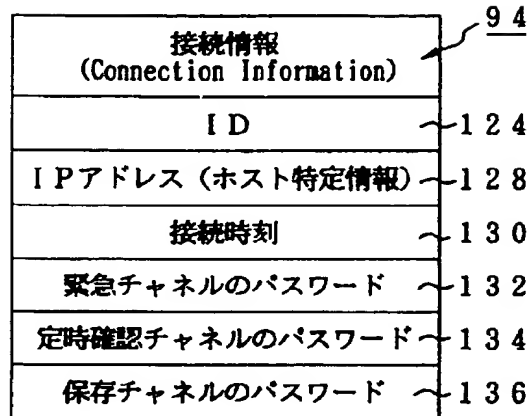 ９４
接続情報
(Connection Information)
ＩＤ
１２４
ＩＰアドレス（ホスト特定情報）
１２８
接続時刻
１３０
緊急チャネルのパスワード
１３２
定時確認チャネルのパスワード
１３４
保存チャネルのパスワード
１３６